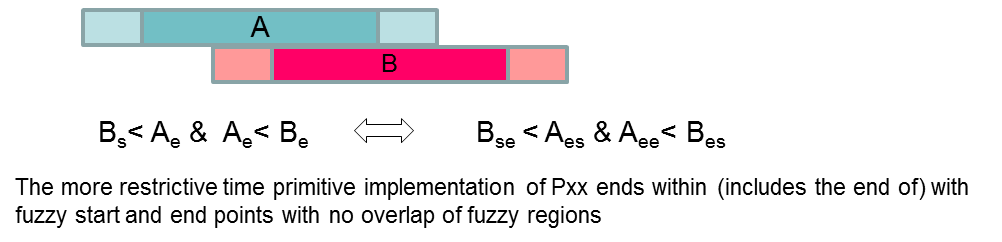 A
B
Bs< Ae & Ae< Be ⇔ Bse < Aes & Aee< Bes
The more restrictive time primitive implementation of Pxx ends within (includes the end of) with
fuzzy start and end points with no overlap of fuzzy regions